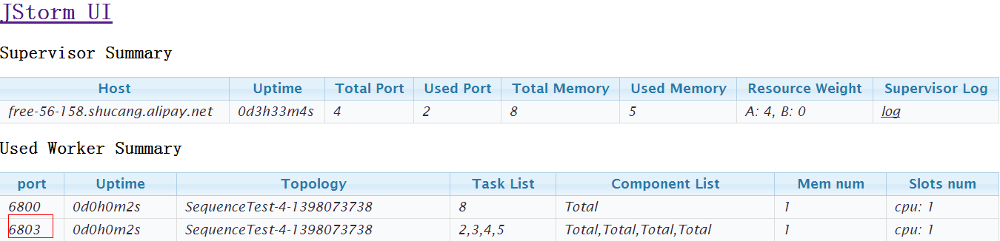 JStorm UI
Supervisor Summary
Host Uptime Total Port Used Port Total Memory Used Memory Resource Weight Supervisor Log
free-56-158.shucang.alipay.net 0d3h33m4s 4 2 8 5 A: 4, B: 0 log
Used Worker Summary
port Uptime Topology Task List Component List Mem num Slots num
6800 0d0h0m2s SequenceTest-4-1398073738 8 Total 1 cpu: 1
6803 0d0h0m2s SequenceTest-4-1398073738 2,3,4,5 Total,Total,Total,Total 1 cpu: 1